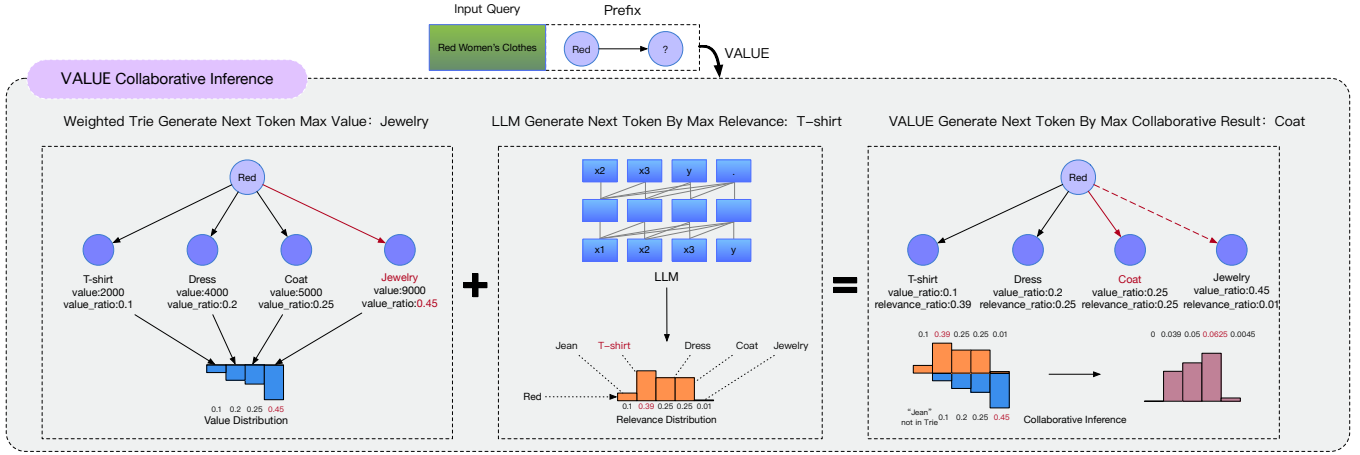 Input Query
Prefix
Red Women's Clothes
Red
?
VALUE
VALUE Collaborative Inference
Weighted Trie Generate Next Token Max Value: Jewelry
Red
T-shirt
value:2000
value_ratio:0.1
Dress
value:4000
value_ratio:0.2
Coat
value:5000
value_ratio:0.25
Jewelry
value:9000
value_ratio:0.45
0.1 0.2 0.25 0.45
Value Distribution
+
LLM Generate Next Token By Max Relevance: T-shirt
x2 x3 y .
x1 x2 x3 y
LLM
Jean T-shirt Dress Coat Jewelry
Red
0.1 0.39 0.25 0.25 0.01
Relevance Distribution
=
VALUE Generate Next Token By Max Collaborative Result: Coat
Red
T-shirt
value_ratio:0.1
relevance_ratio:0.39
Dress
value_ratio:0.2
relevance_ratio:0.25
Coat
value_ratio:0.25
relevance_ratio:0.25
Jewelry
value_ratio:0.45
relevance_ratio:0.01
0.1 0.39 0.25 0.25 0.01
"Jean"
not in Trie
0.1 0.2 0.25 0.45
0 0.039 0.05 0.0625 0.0045
Collaborative Inference